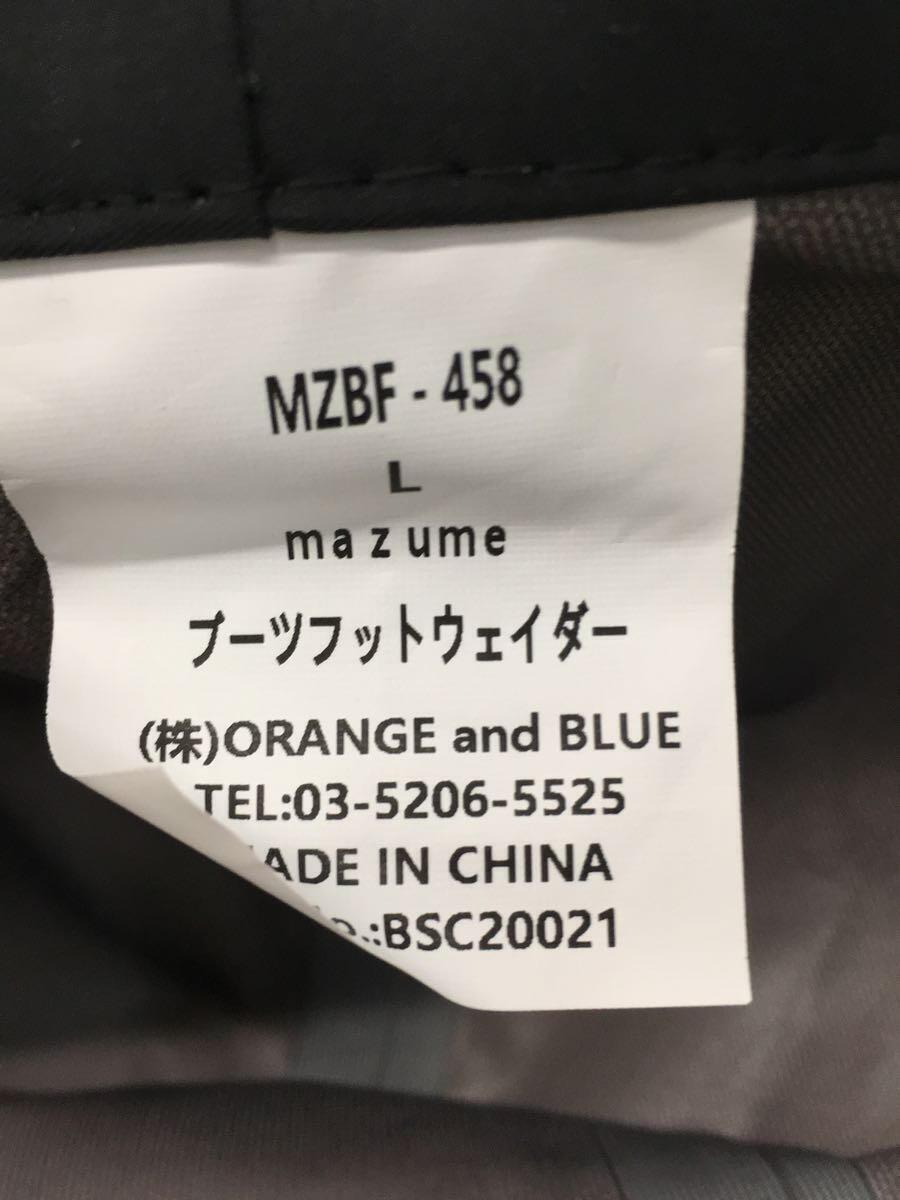 MZBF - 458
L
mazume
ブーツフットウェイダー
(株)ORANGE and BLUE
TEL:03-5206-5525
MADE IN CHINA
BSC20021